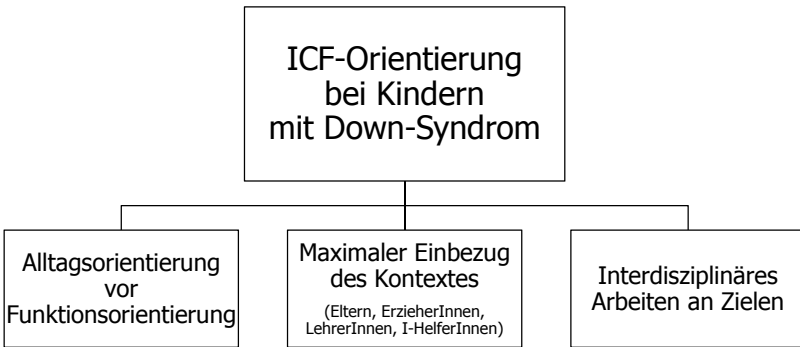 ICF-Orientierung
bei Kindern
mit Down-Syndrom
Alltagsorientierung
vor
Funktionsorientierung
Maximaler Einbezug
des Kontextes
(Eltern, ErzieherInnen,
LehrerInnen, I-HelferInnen)
Interdisziplinäres
Arbeiten an Zielen